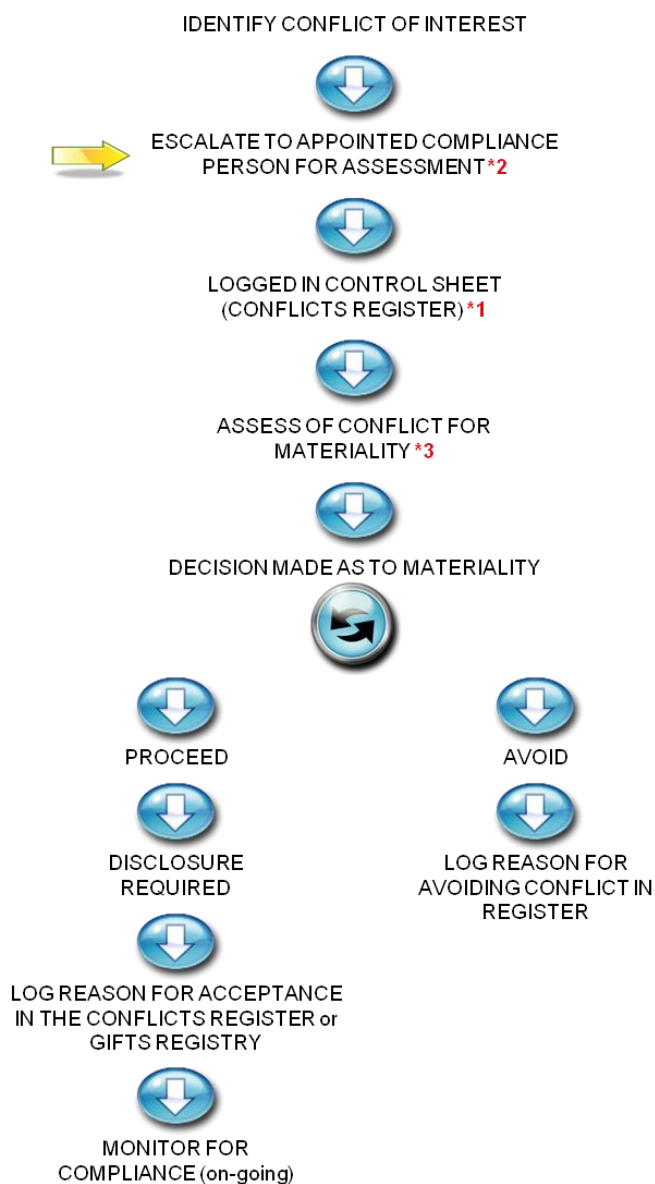 IDENTIFY CONFLICT OF INTEREST
ESCALATE TO APPOINTED COMPLIANCE
PERSON FOR ASSESSMENT *2
LOGGED IN CONTROL SHEET
(CONFLICTS REGISTER) *1
ASSESS OF CONFLICT FOR
MATERIALITY *3
DECISION MADE AS TO MATERIALITY
PROCEED
AVOID
DISCLOSURE
REQUIRED
LOG REASON FOR
AVOIDING CONFLICT IN
REGISTER
LOG REASON FOR ACCEPTANCE
IN THE CONFLICTS REGISTER or
GIFTS REGISTRY
MONITOR FOR
COMPLIANCE (on-going)